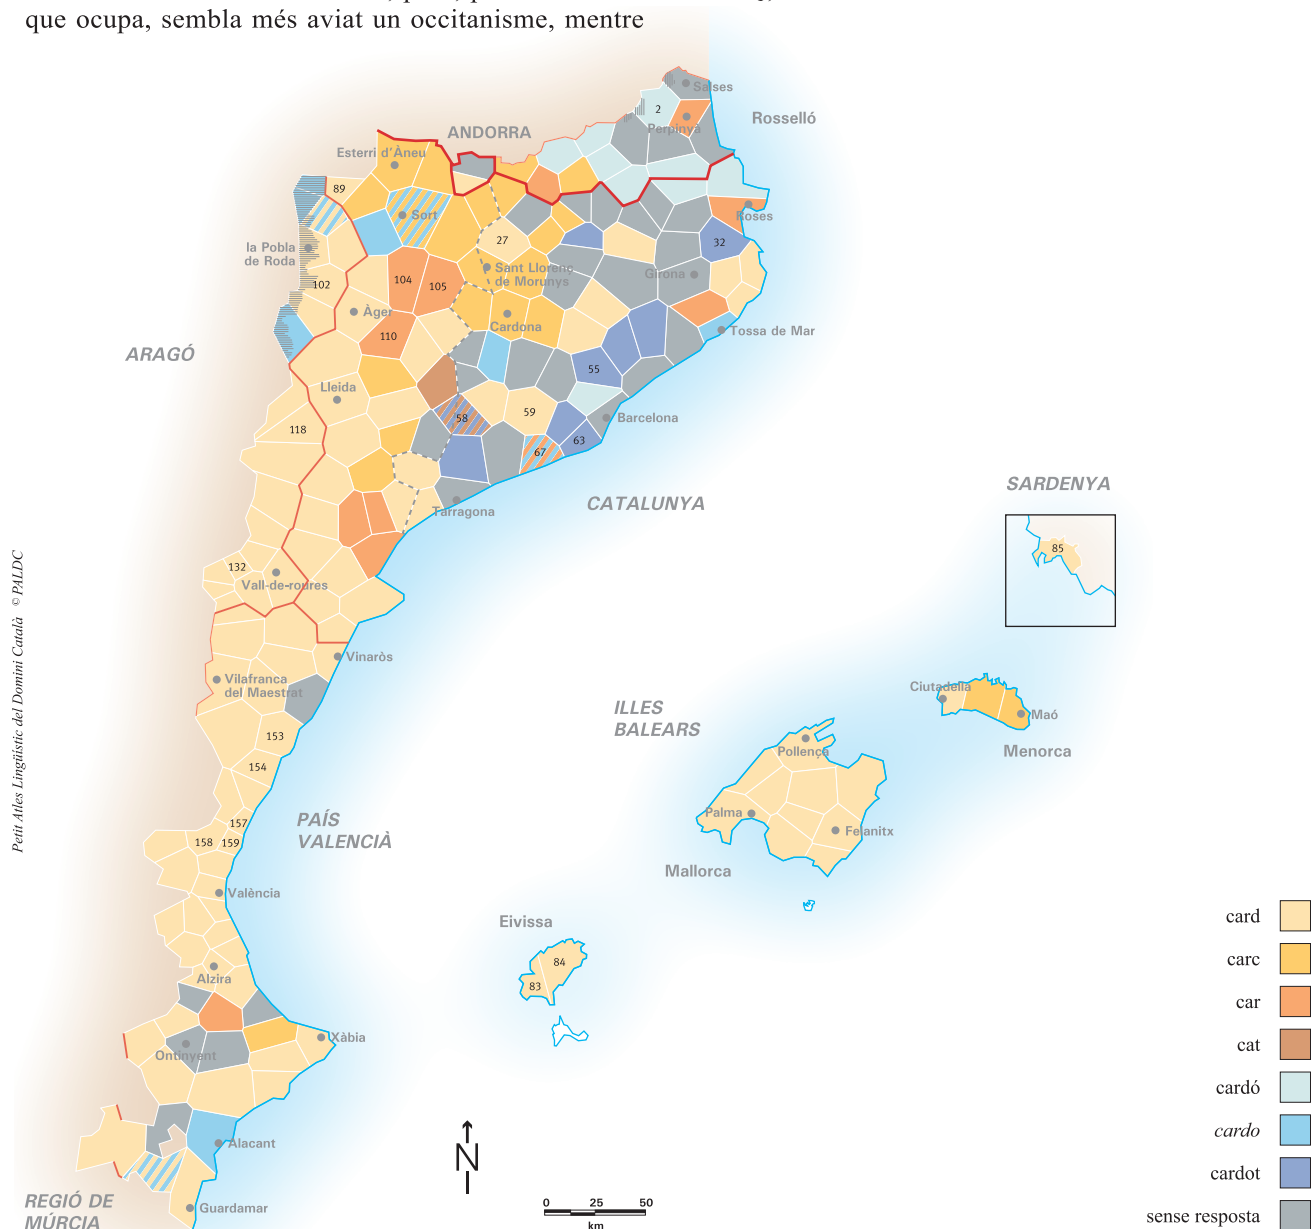 que ocupa, sembla més aviat un occitanisme, mentre
Salses
2
Rosselló
Perpinyà
ANDORRA
Esterri d'Àneu
89
Sort
Roses
la Pobla
de Roda
27
32
Sant Llorenç
de Morunys
Girona
102
104
105
Àger
Cardona
Tossa de Mar
110
ARAGÓ
55
Lleida
59
58
Barcelona
118
63
67
SARDENYA
CATALUNYA
Tarragona
85
132
Vall-de-roures
Petit Atles Lingüístic del Domini Català © PALDC
Vinaròs
Vilafranca
del Maestrat
Ciutadella
ILLES
BALEARS
Maó
153
Pollença
Menorca
154
Palma
157
PAÍS
VALENCIÀ
158
159
Felanitx
Mallorca
València
Eivissa
card
84
carc
Alzira
83
car
Xàbia
cat
Ontinyent
cardó
cardo
Alacant
N
cardot
REGIÓ DE
MÚRCIA
Guardamar
0 25 50
km
sense resposta